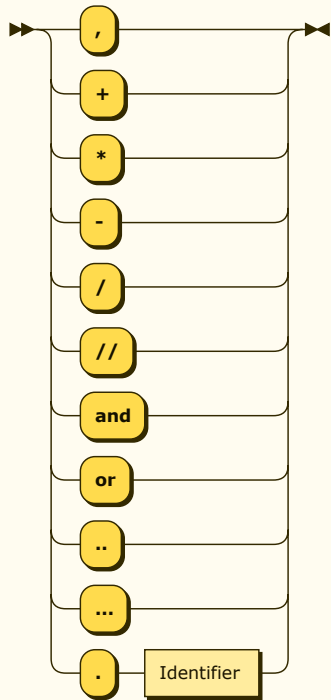 ,
+
*
-
/
//
and
or
..
...
. Identifier